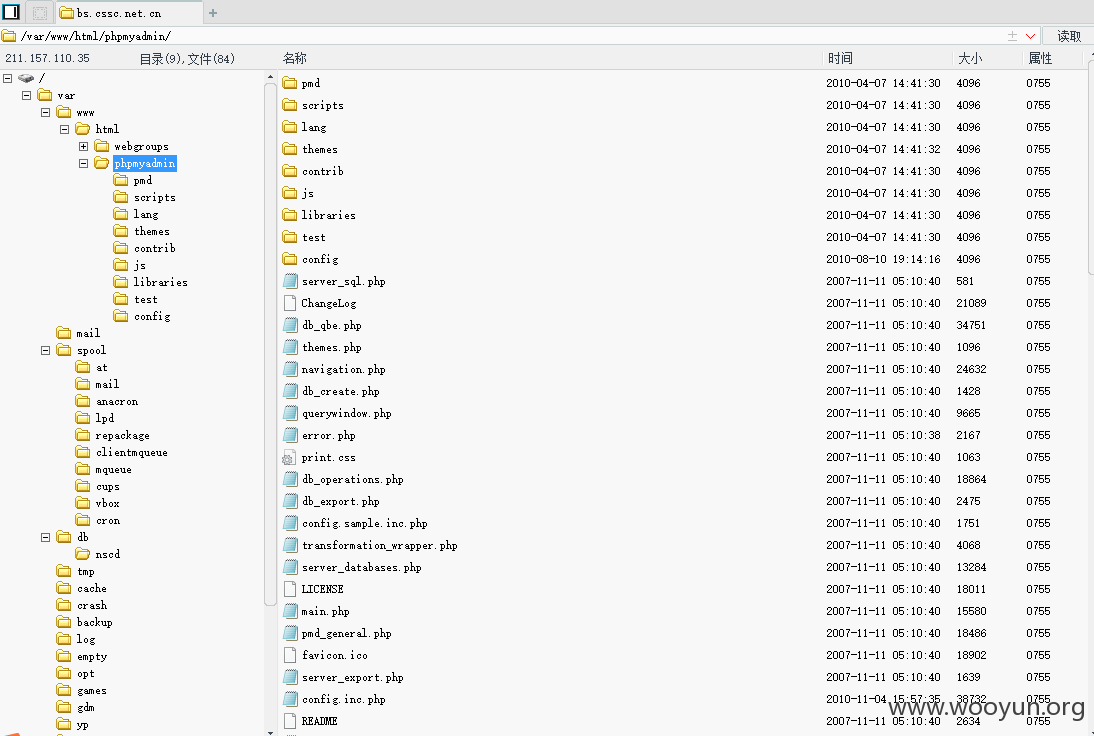 bs.cssc.net.cn
/var/www/html/phpmyadmin/ 读取
211.157.110.35 目录(9),文件(84) 名称 时间 大小 属性
/
var
www
html
webgroups
phpmyadmin
pmd
scripts
lang
themes
contrib
js
libraries
test
config
mail
spool
at
mail
anacron
lpd
repackage
clientmqueue
mqueue
cups
vbox
cron
db
nscd
tmp
cache
crash
backup
log
empty
opt
games
gdm
yp
pmd 2010-04-07 14:41:30 4096 0755
scripts 2010-04-07 14:41:30 4096 0755
lang 2010-04-07 14:41:30 4096 0755
themes 2010-04-07 14:41:32 4096 0755
contrib 2010-04-07 14:41:30 4096 0755
js 2010-04-07 14:41:30 4096 0755
libraries 2010-04-07 14:41:30 4096 0755
test 2010-04-07 14:41:30 4096 0755
config 2010-08-10 19:14:16 4096 0755
server_sql.php 2007-11-11 05:10:40 581 0755
ChangeLog 2007-11-11 05:10:40 21089 0755
db_qbe.php 2007-11-11 05:10:40 34751 0755
themes.php 2007-11-11 05:10:40 1096 0755
navigation.php 2007-11-11 05:10:40 24632 0755
db_create.php 2007-11-11 05:10:40 1428 0755
querywindow.php 2007-11-11 05:10:40 9665 0755
error.php 2007-11-11 05:10:38 2167 0755
print.css 2007-11-11 05:10:40 1063 0755
db_operations.php 2007-11-11 05:10:40 18864 0755
db_export.php 2007-11-11 05:10:40 2475 0755
config.sample.inc.php 2007-11-11 05:10:40 1751 0755
transformation_wrapper.php 2007-11-11 05:10:40 4068 0755
server_databases.php 2007-11-11 05:10:40 13284 0755
LICENSE 2007-11-11 05:10:40 18011 0755
main.php 2007-11-11 05:10:40 15580 0755
pmd_general.php 2007-11-11 05:10:40 18486 0755
favicon.ico 2007-11-11 05:10:40 18902 0755
server_export.php 2007-11-11 05:10:40 1639 0755
config.inc.php 2010-11-04 15:57:35 38732 0755
README 2007-11-11 05:10:40 2634 0755
www.wooyun.org